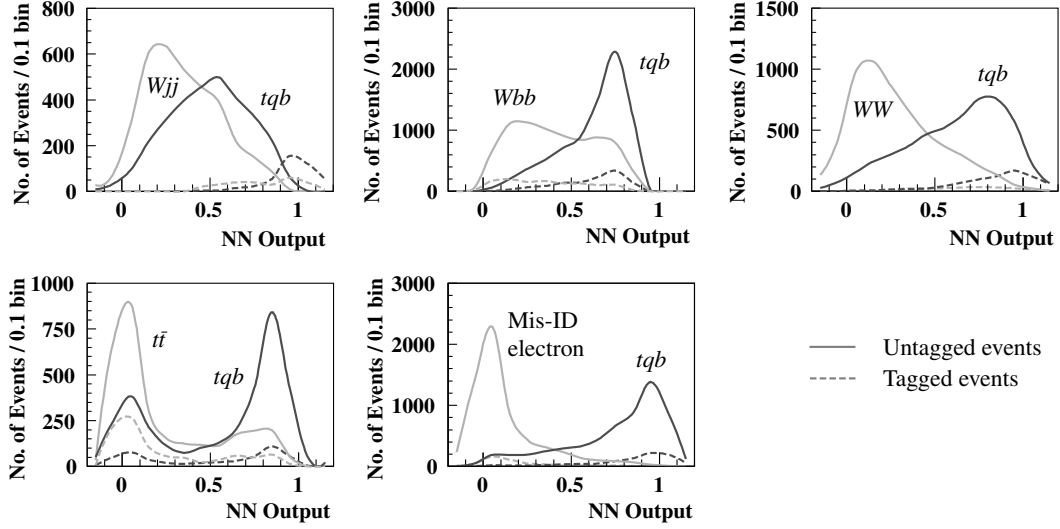 No. of Events / 0.1 bin
800
600
400
200
0
Wjj
tqb
0
0.5
1
NN Output
No. of Events / 0.1 bin
3000
2000
1000
0
Wbb
tqb
0
0.5
1
NN Output
No. of Events / 0.1 bin
1500
1000
500
0
WW
tqb
0
0.5
1
NN Output
No. of Events / 0.1 bin
1000
750
500
250
0
tt̄
tqb
0
0.5
1
NN Output
No. of Events / 0.1 bin
3000
2000
1000
0
Mis-ID
electron
tqb
0
0.5
1
NN Output
Untagged events
Tagged events